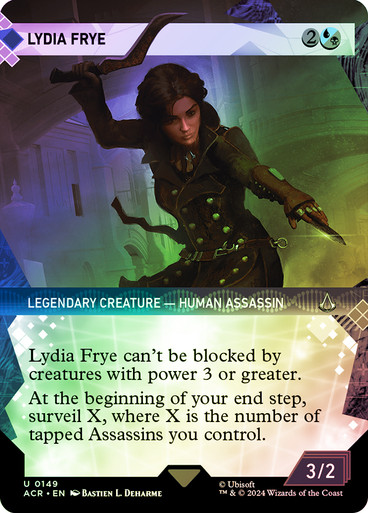 LYDIA FRYE 2
LEGENDARY CREATURE — HUMAN ASSASSIN
Lydia Frye can't be blocked by
creatures with power 3 or greater.
At the beginning of your end step,
surveil X, where X is the number of
tapped Assassins you control.
3/2
U 0149
ACR • EN Bastien L. Deharme
© Ubisoft
™ & © 2024 Wizards of the Coast